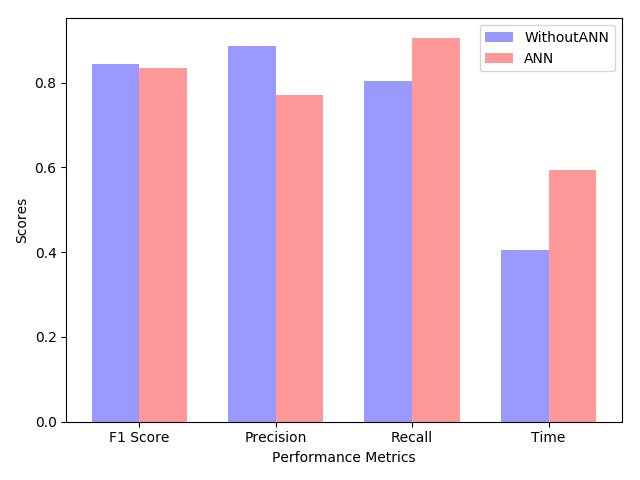 WithoutANN
ANN
Scores
0.8
0.6
0.4
0.2
0.0
F1 Score Precision Recall Time
Performance Metrics